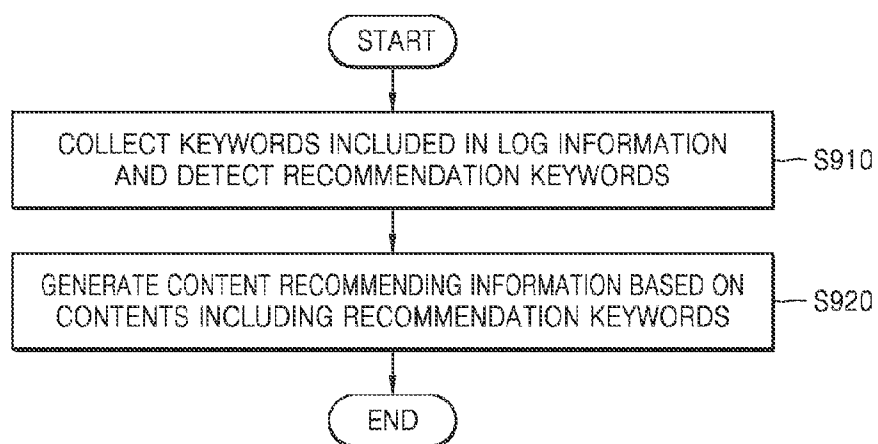 START
COLLECT KEYWORDS INCLUDED IN LOG INFORMATION
AND DETECT RECOMMENDATION KEYWORDS
S910
GENERATE CONTENT RECOMMENDING INFORMATION BASED ON
CONTENTS INCLUDING RECOMMENDATION KEYWORDS
S920
END